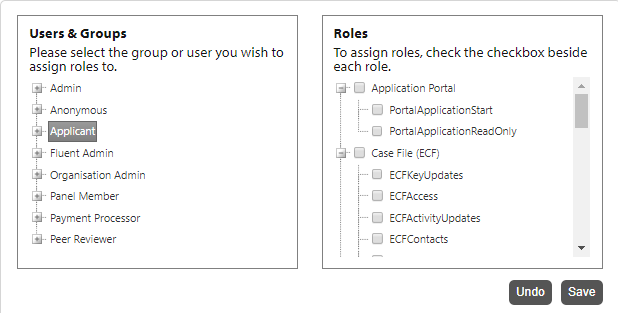 Users & Groups
Please select the group or user you wish to
assign roles to.
Admin
Anonymous
Applicant
Fluent Admin
Organisation Admin
Panel Member
Payment Processor
Peer Reviewer
Roles
To assign roles, check the checkbox beside
each role.
Application Portal
PortalApplicationStart
PortalApplicationReadOnly
Case File (ECF)
ECFKeyUpdates
ECFAccess
ECFActivityUpdates
ECFContacts
Undo
Save